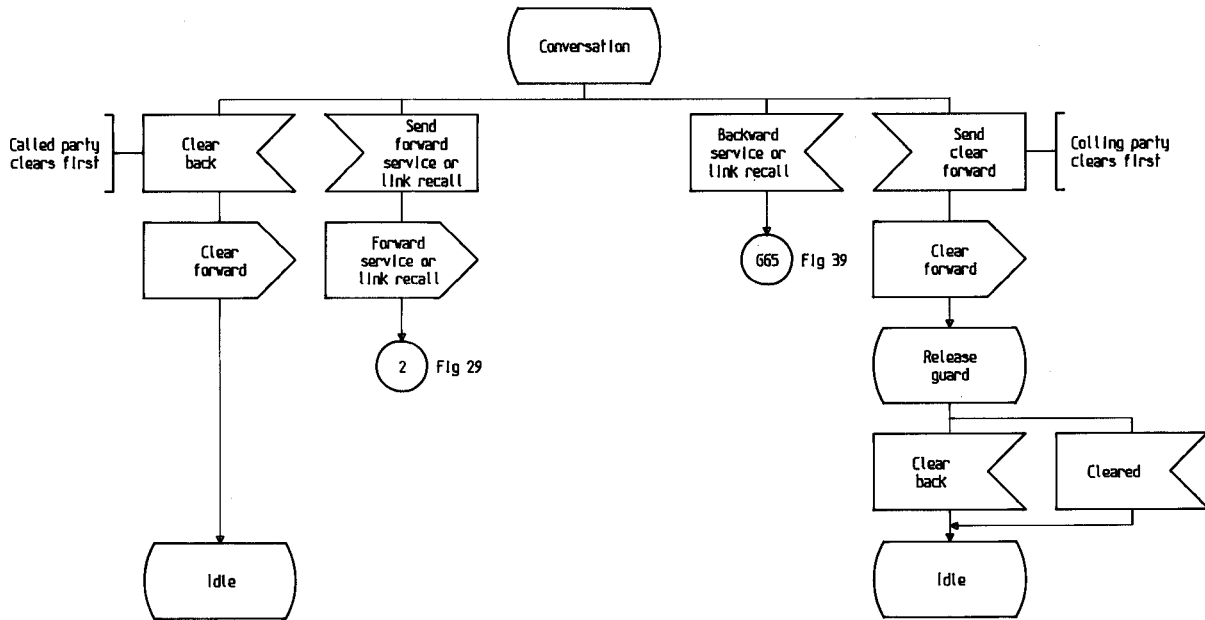 Conversation
Called party
clears first
Clear
back
Send
forward
service or
link recall
Backward
service or
link recall
Send
clear
forward
Colling party
clears first
Clear
forward
Forward
service or
link recall
G65
Fig 39
Clear
forward
2
Fig 29
Release
guard
Clear
back
Cleared
Idle
Idle